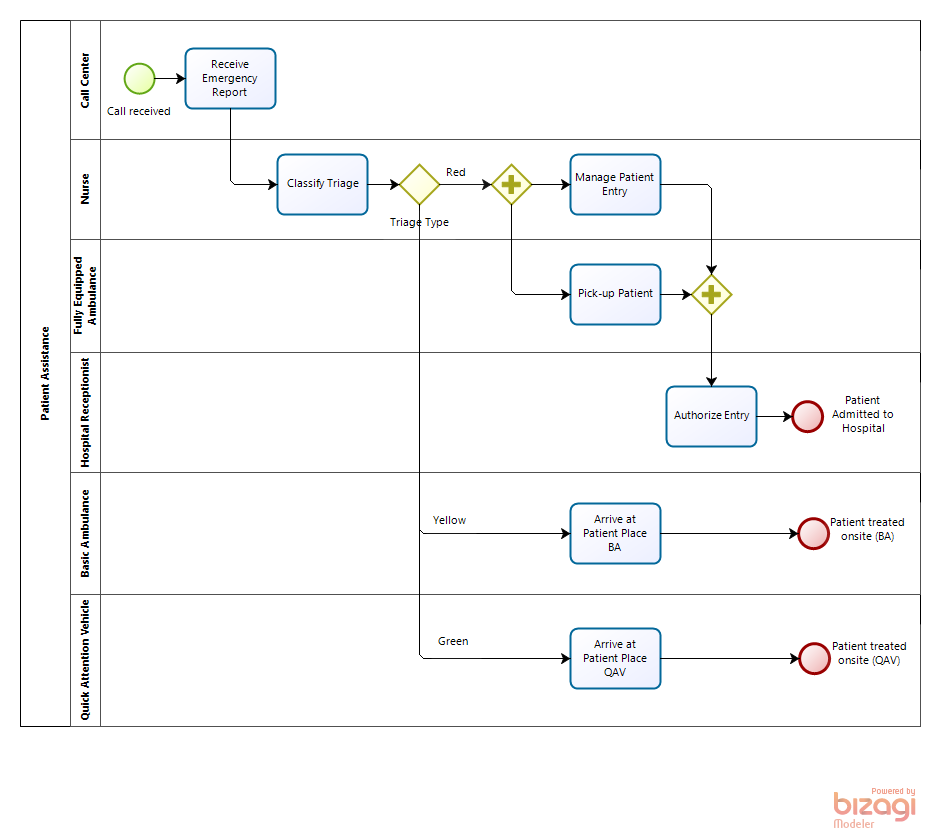 Patient Assistance
Call Center
Call received
Receive
Emergency
Report
Nurse
Classify Triage
Triage Type
Red
Manage Patient
Entry
Fully Equipped
Ambulance
Pick-up Patient
Hospital Receptionist
Authorize Entry
Patient
Admitted to
Hospital
Basic Ambulance
Yellow
Arrive at
Patient Place
BA
Patient treated
onsite (BA)
Quick Attention Vehicle
Green
Arrive at
Patient Place
QAV
Patient treated
onsite (QAV)
Powered by
bizagi
Modeler